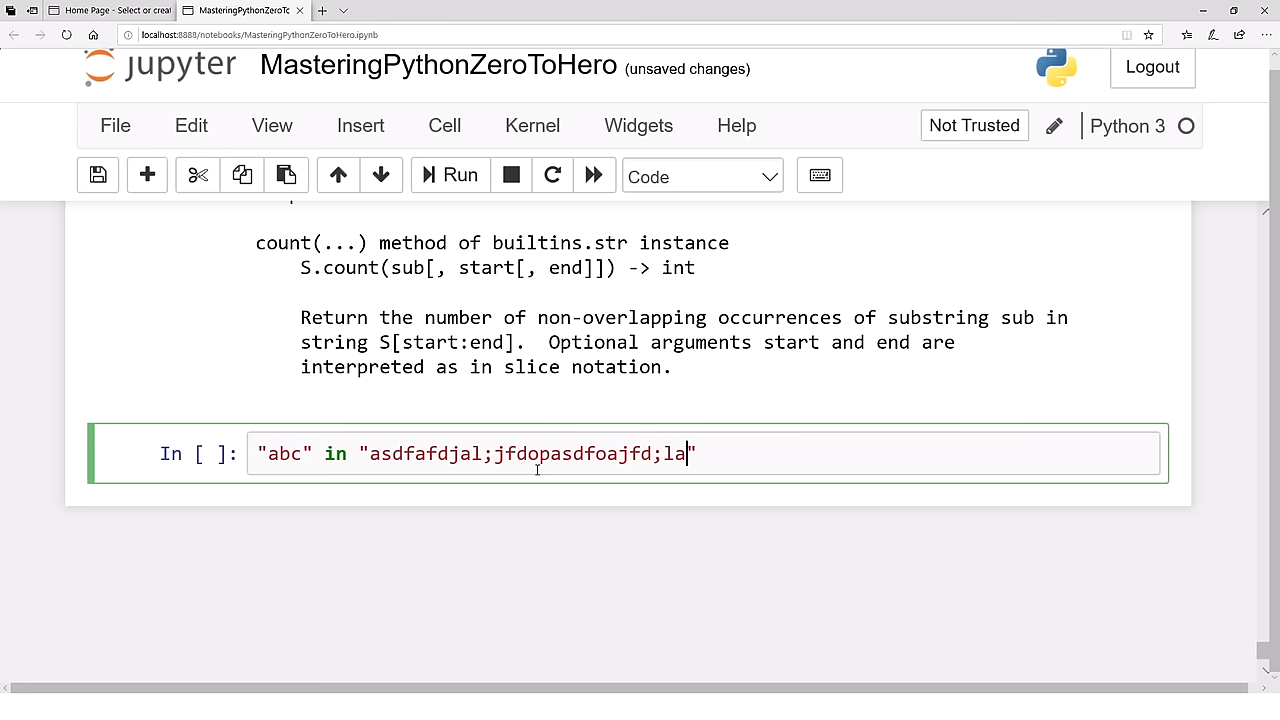 Home Page - Select or creat
MasteringPythonZeroTo
localhost:8888/notebooks/MasteringPythonZeroToHero.ipynb
jupyter MasteringPythonZeroToHero (unsaved changes)
Logout
File Edit View Insert Cell Kernel Widgets Help
Not Trusted
Python 3
Run
Code
count(...) method of builtins.str instance
S.count(sub[, start[, end]]) -> int
Return the number of non-overlapping occurrences of substring sub in
string S[start:end].  Optional arguments start and end are
interpreted as in slice notation.
In [ ]: "abc" in "asdfafdjal;jfdopasdfoajfd;la"